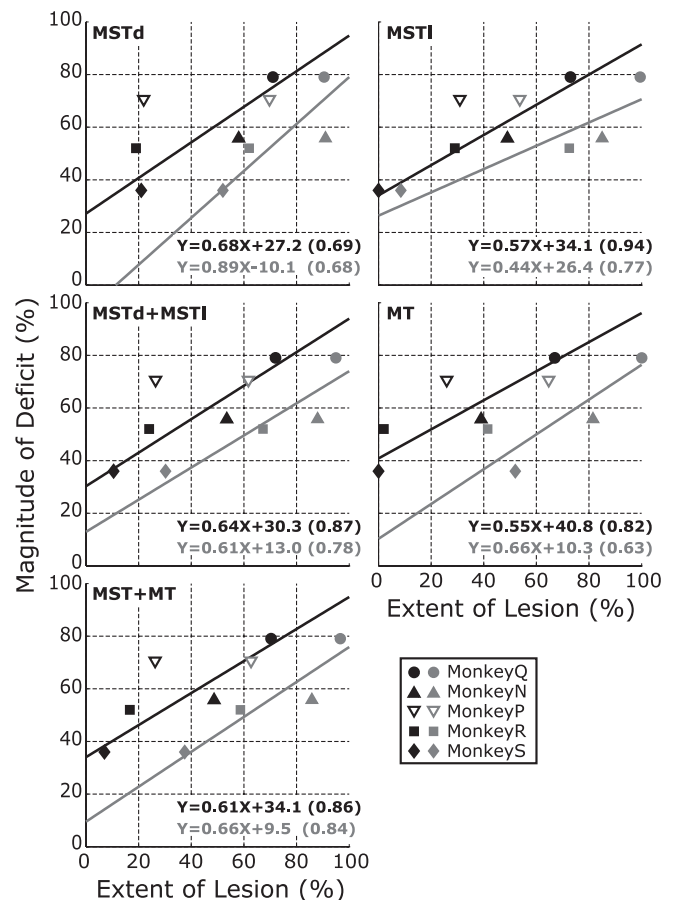 MSTd
MSTl
100
80
60
40
20
0
Y=0.68X+27.2 (0.69)
Y=0.89X-10.1 (0.68)
Y=0.57X+34.1 (0.94)
Y=0.44X+26.4 (0.77)
MSTd+MSTl
MT
100
80
60
40
20
0
Y=0.64X+30.3 (0.87)
Y=0.61X+13.0 (0.78)
Y=0.55X+40.8 (0.82)
Y=0.66X+10.3 (0.63)
0 20 40 60 80 100
Extent of Lesion (%)
Magnitude of Deficit (%)
MST+MT
100
80
60
40
20
0
Y=0.61X+34.1 (0.86)
Y=0.66X+9.5 (0.84)
0 20 40 60 80 100
Extent of Lesion (%)
MonkeyQ
MonkeyN
MonkeyP
MonkeyR
MonkeyS